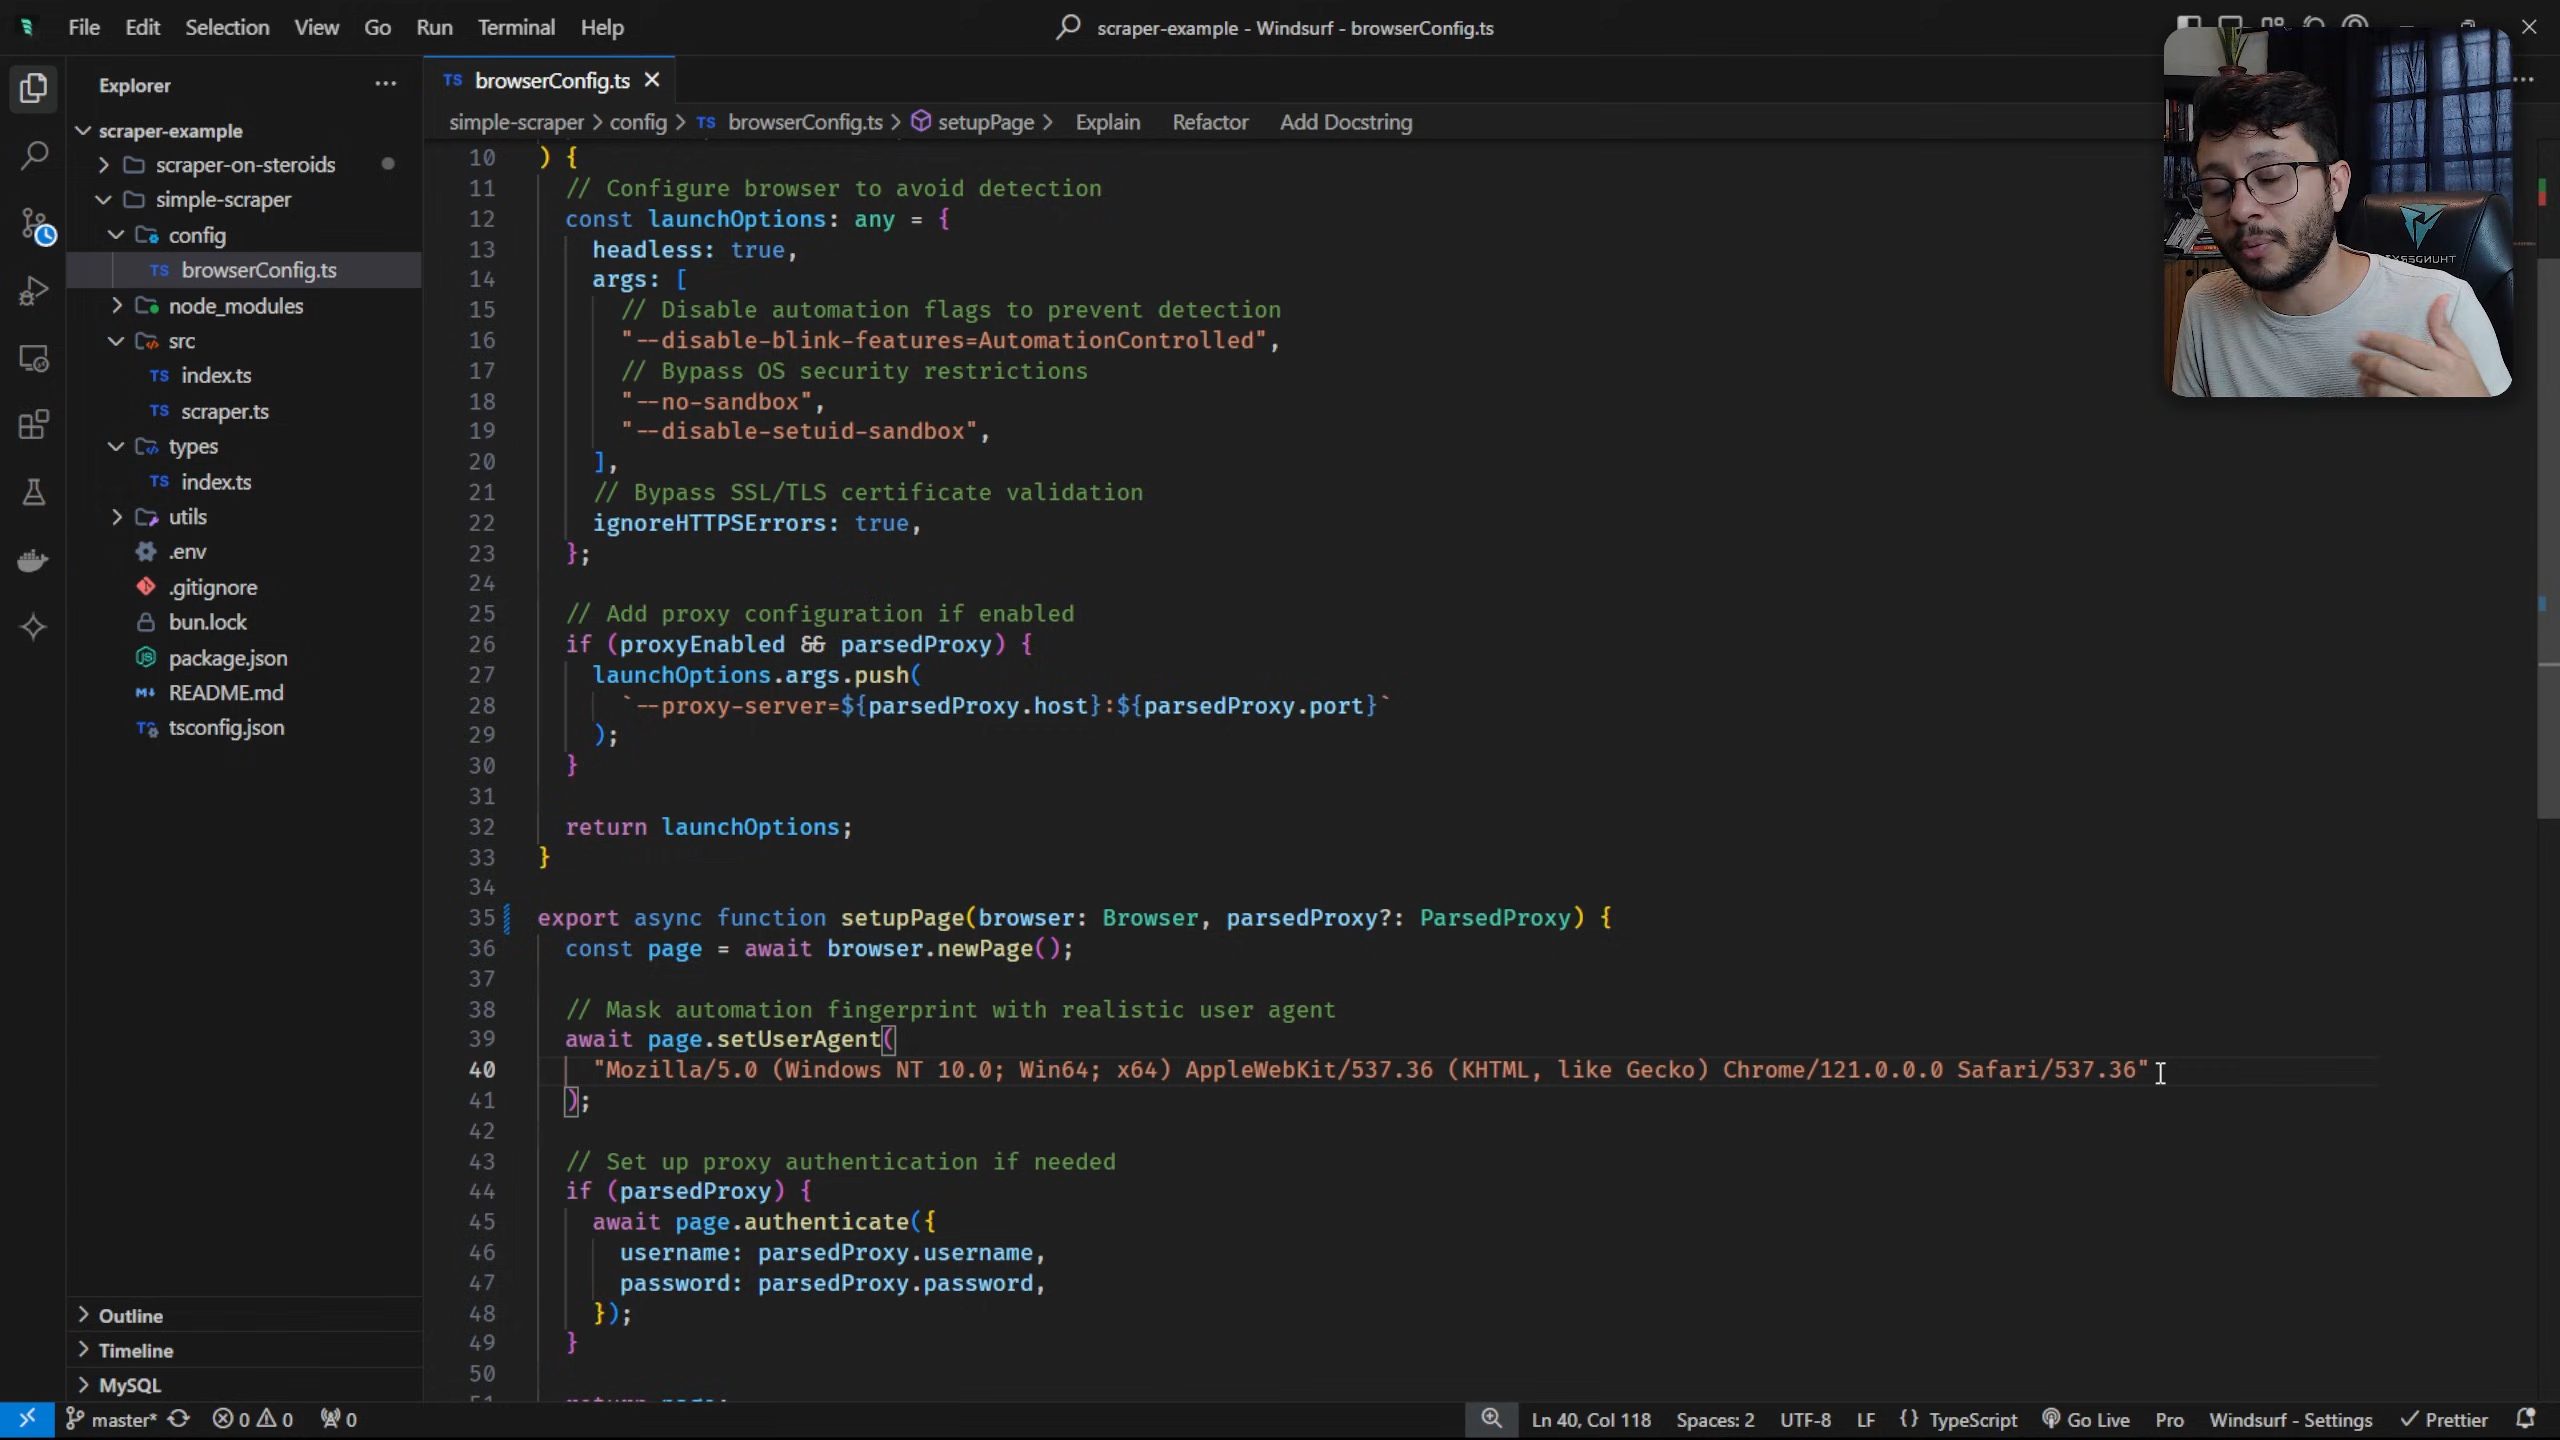 File Edit Selection View Go Run Terminal Help
scraper-example - Windsurf - browserConfig.ts
Explorer
scraper-example
scraper-on-steroids
simple-scraper
config
TS browserConfig.ts
node_modules
src
TS index.ts
TS scraper.ts
types
TS index.ts
utils
.env
.gitignore
bun.lock
package.json
README.md
tsconfig.json
Outline
Timeline
MySQL
TS browserConfig.ts
simple-scraper > config > TS browserConfig.ts > setupPage > Explain Refactor Add Docstring
10 ) {
11 // Configure browser to avoid detection
12 const launchOptions: any = {
13 headless: true,
14 args: [
15 // Disable automation flags to prevent detection
16 "--disable-blink-features=AutomationControlled",
17 // Bypass OS security restrictions
18 "--no-sandbox",
19 "--disable-setuid-sandbox",
20 ],
21 // Bypass SSL/TLS certificate validation
22 ignoreHTTPSErrors: true,
23 };
24
25 // Add proxy configuration if enabled
26 if (proxyEnabled && parsedProxy) {
27 launchOptions.args.push(
28 `--proxy-server=${parsedProxy.host}:${parsedProxy.port}`
29 );
30 }
31
32 return launchOptions;
33 }
34
35 export async function setupPage(browser: Browser, parsedProxy?: ParsedProxy) {
36 const page = await browser.newPage();
37
38 // Mask automation fingerprint with realistic user agent
39 await page.setUserAgent(
40 "Mozilla/5.0 (Windows NT 10.0; Win64; x64) AppleWebKit/537.36 (KHTML, like Gecko) Chrome/121.0.0.0 Safari/537.36"
41 );
42
43 // Set up proxy authentication if needed
44 if (parsedProxy) {
45 await page.authenticate({
46 username: parsedProxy.username,
47 password: parsedProxy.password,
48 });
49 }
50
51 return page;
THUNDERX3
master* 0 0 0
Ln 40, Col 118 Spaces: 2 UTF-8 LF {} TypeScript Go Live Pro Windsurf - Settings Prettier